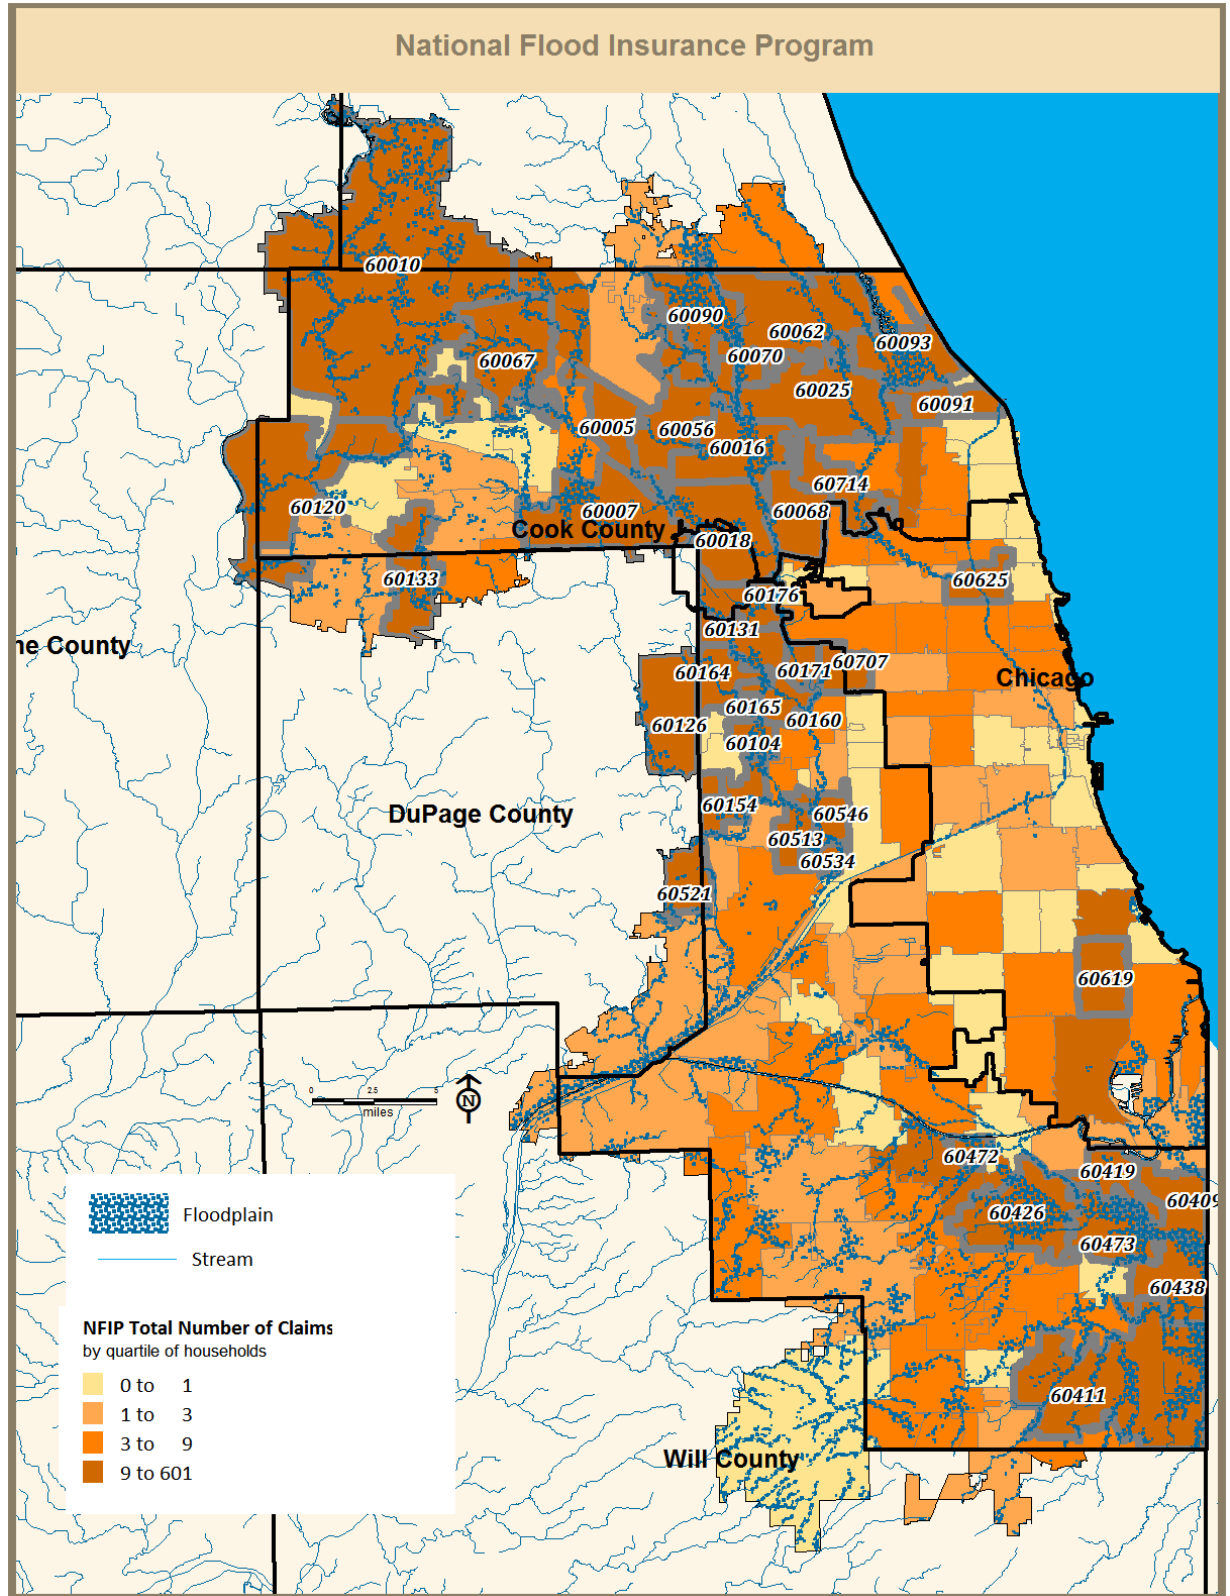 National Flood Insurance Program
60010
60090
60062
60093
60070
60067
60025
60091
60005
60056
60016
60714
60120
60007
60068
Cook County
60018
60625
60133
60176
60131
ne County
60164
60171
60707
Chicago
60165
60126
60160
60104
DuPage County
60154
60546
60513
60534
60521
60619
0 2.5 5
miles
N
60472
60419
60409
60426
60473
60438
60411
Will County
Floodplain
Stream
NFIP Total Number of Claims
by quartile of households
0 to 1
1 to 3
3 to 9
9 to 601